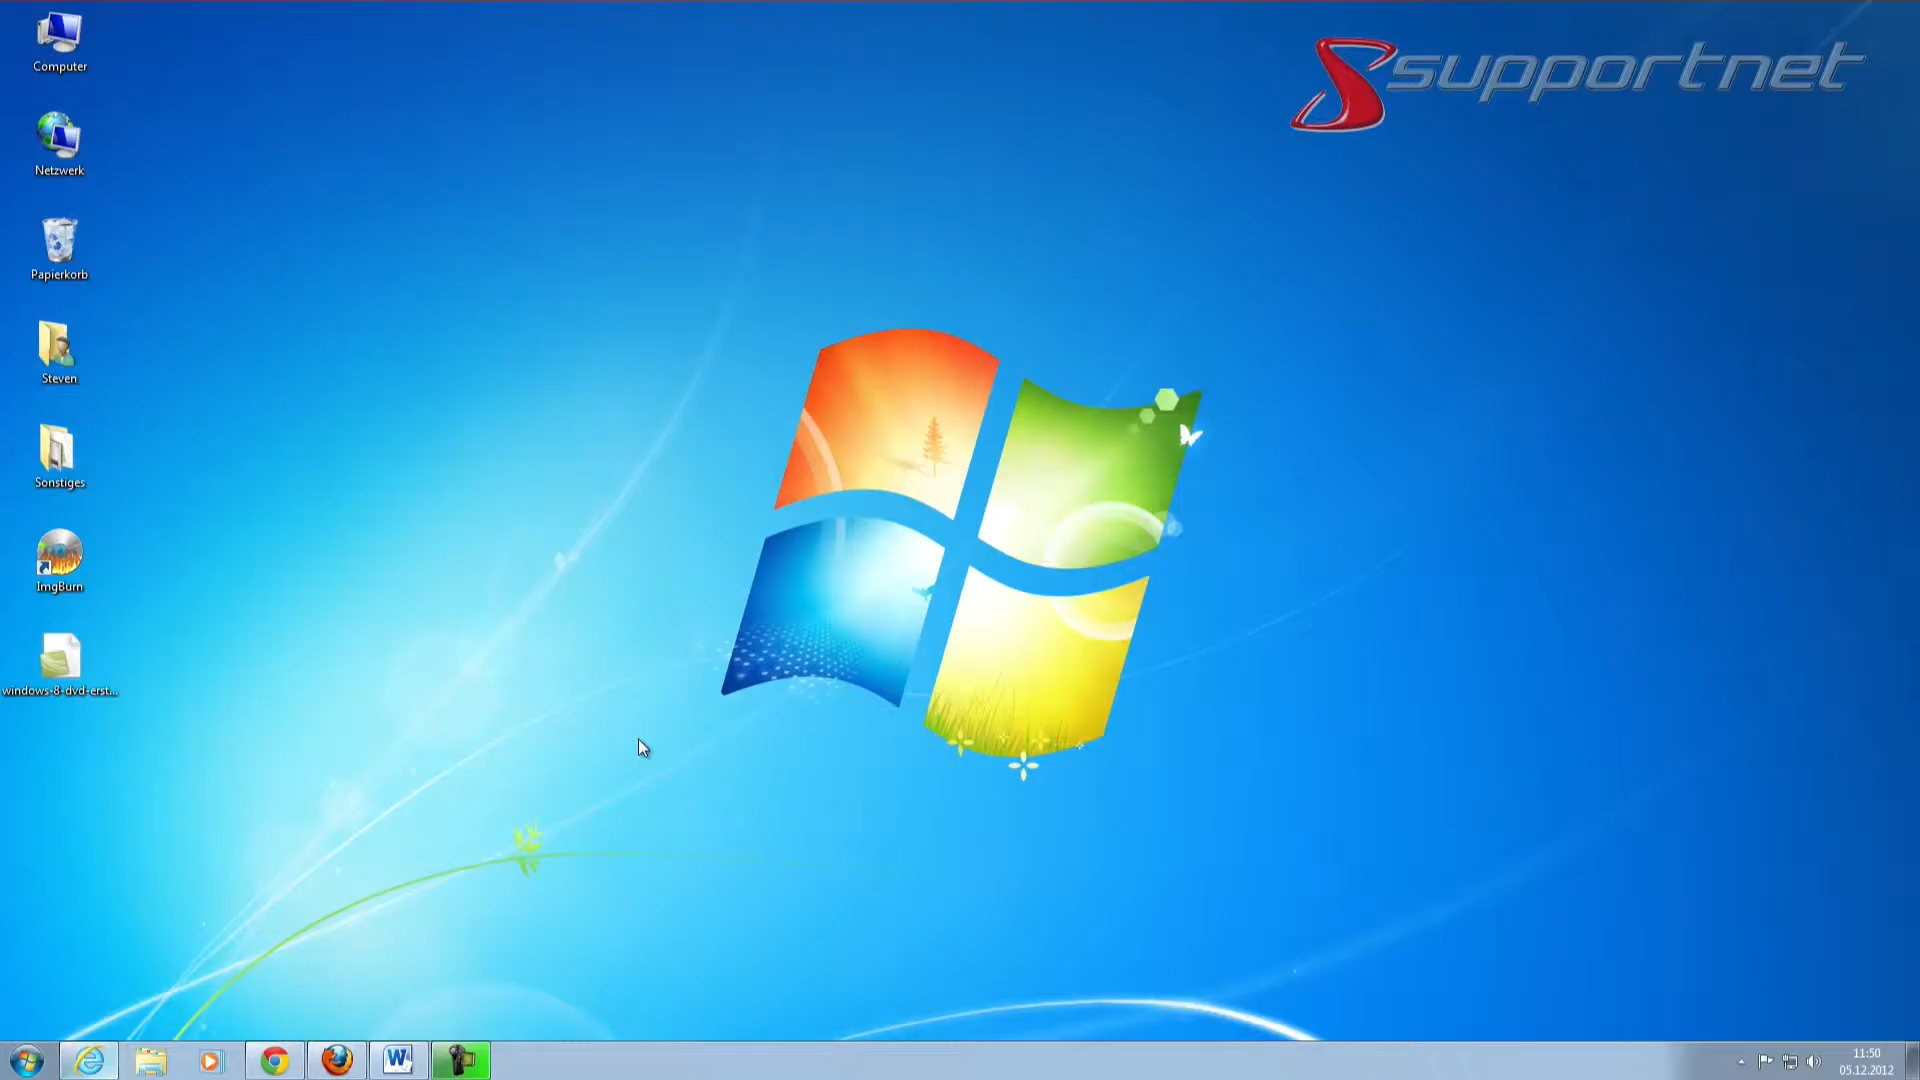 Computer
supportnet
Netzwerk
Papierkorb
Steven
Sonstiges
ImgBurn
windows-8-dvd-erst...
W
11:50
05.12.2012